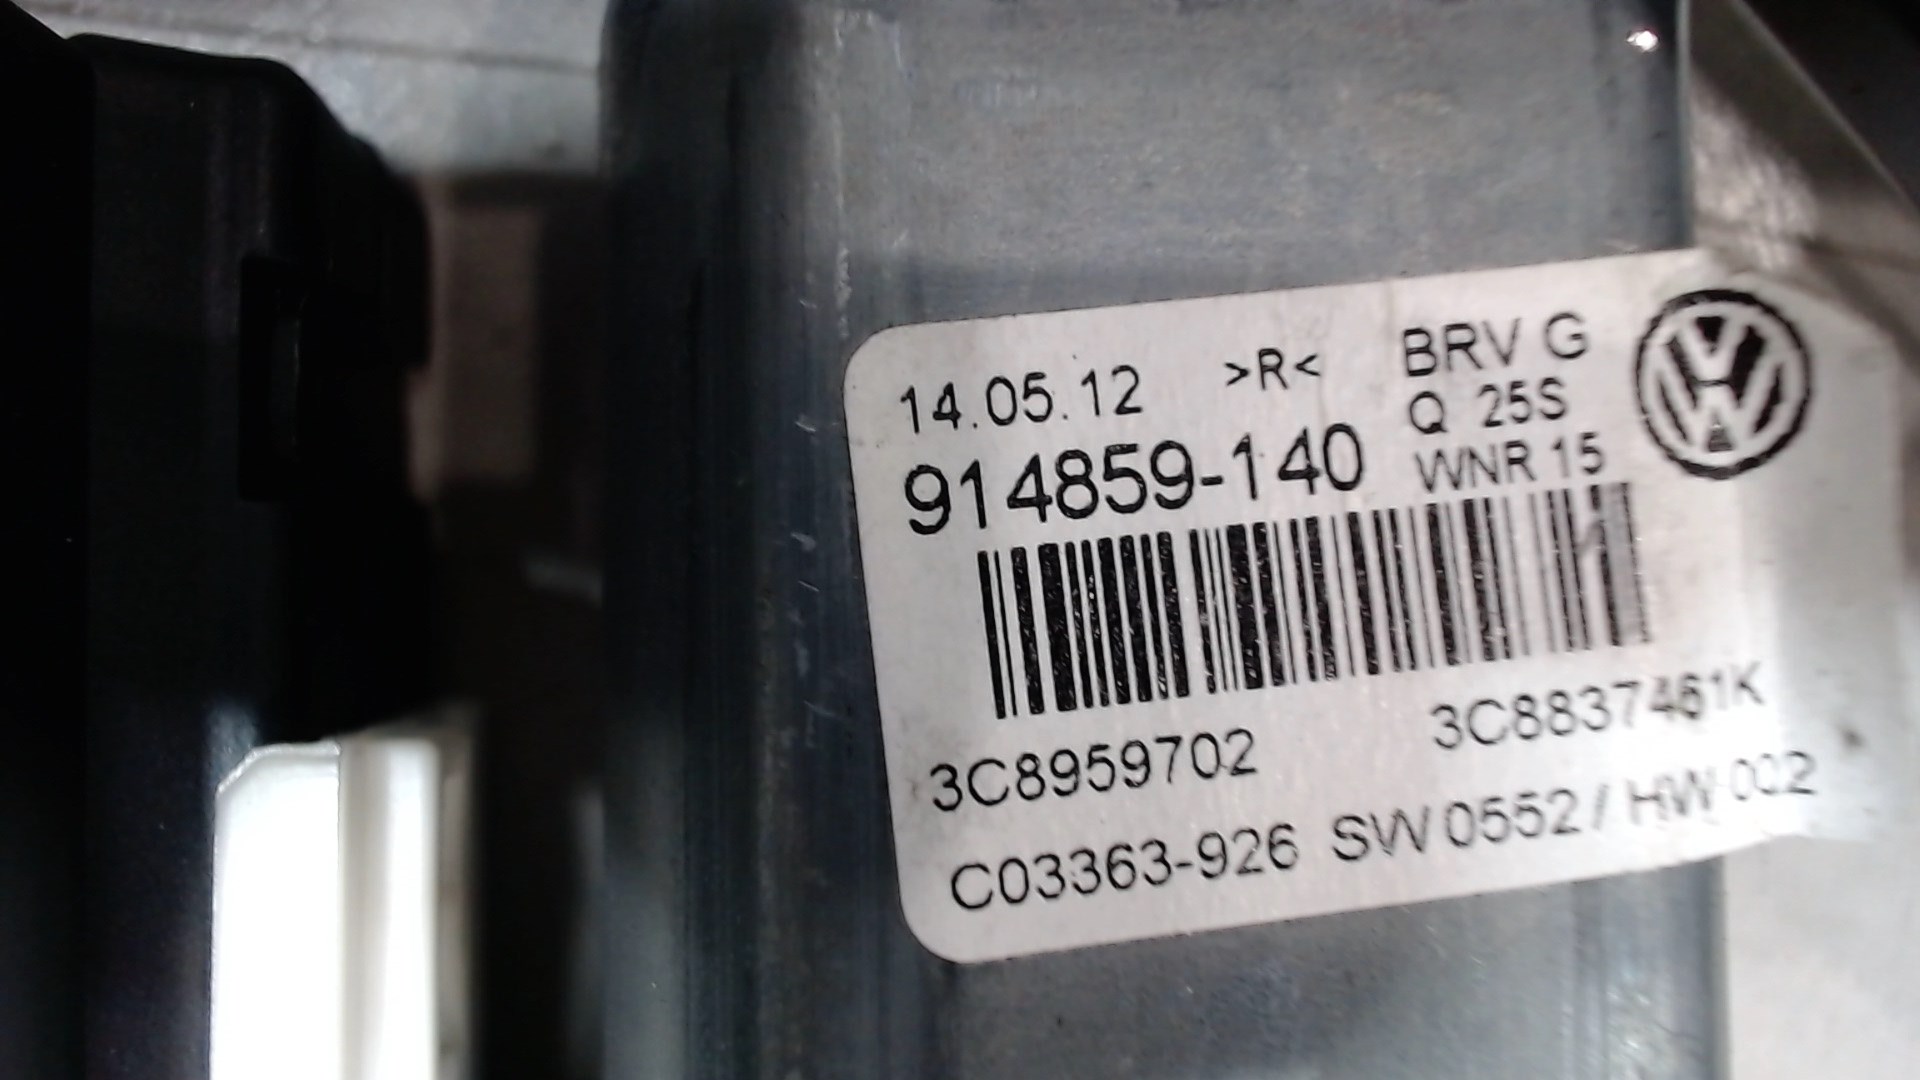 14.05.12 >R< BRV G
Q 25S
914859-140 WNR 15
3C8959702 3C8837461K
C03363-926 SW 0552 / HW 002